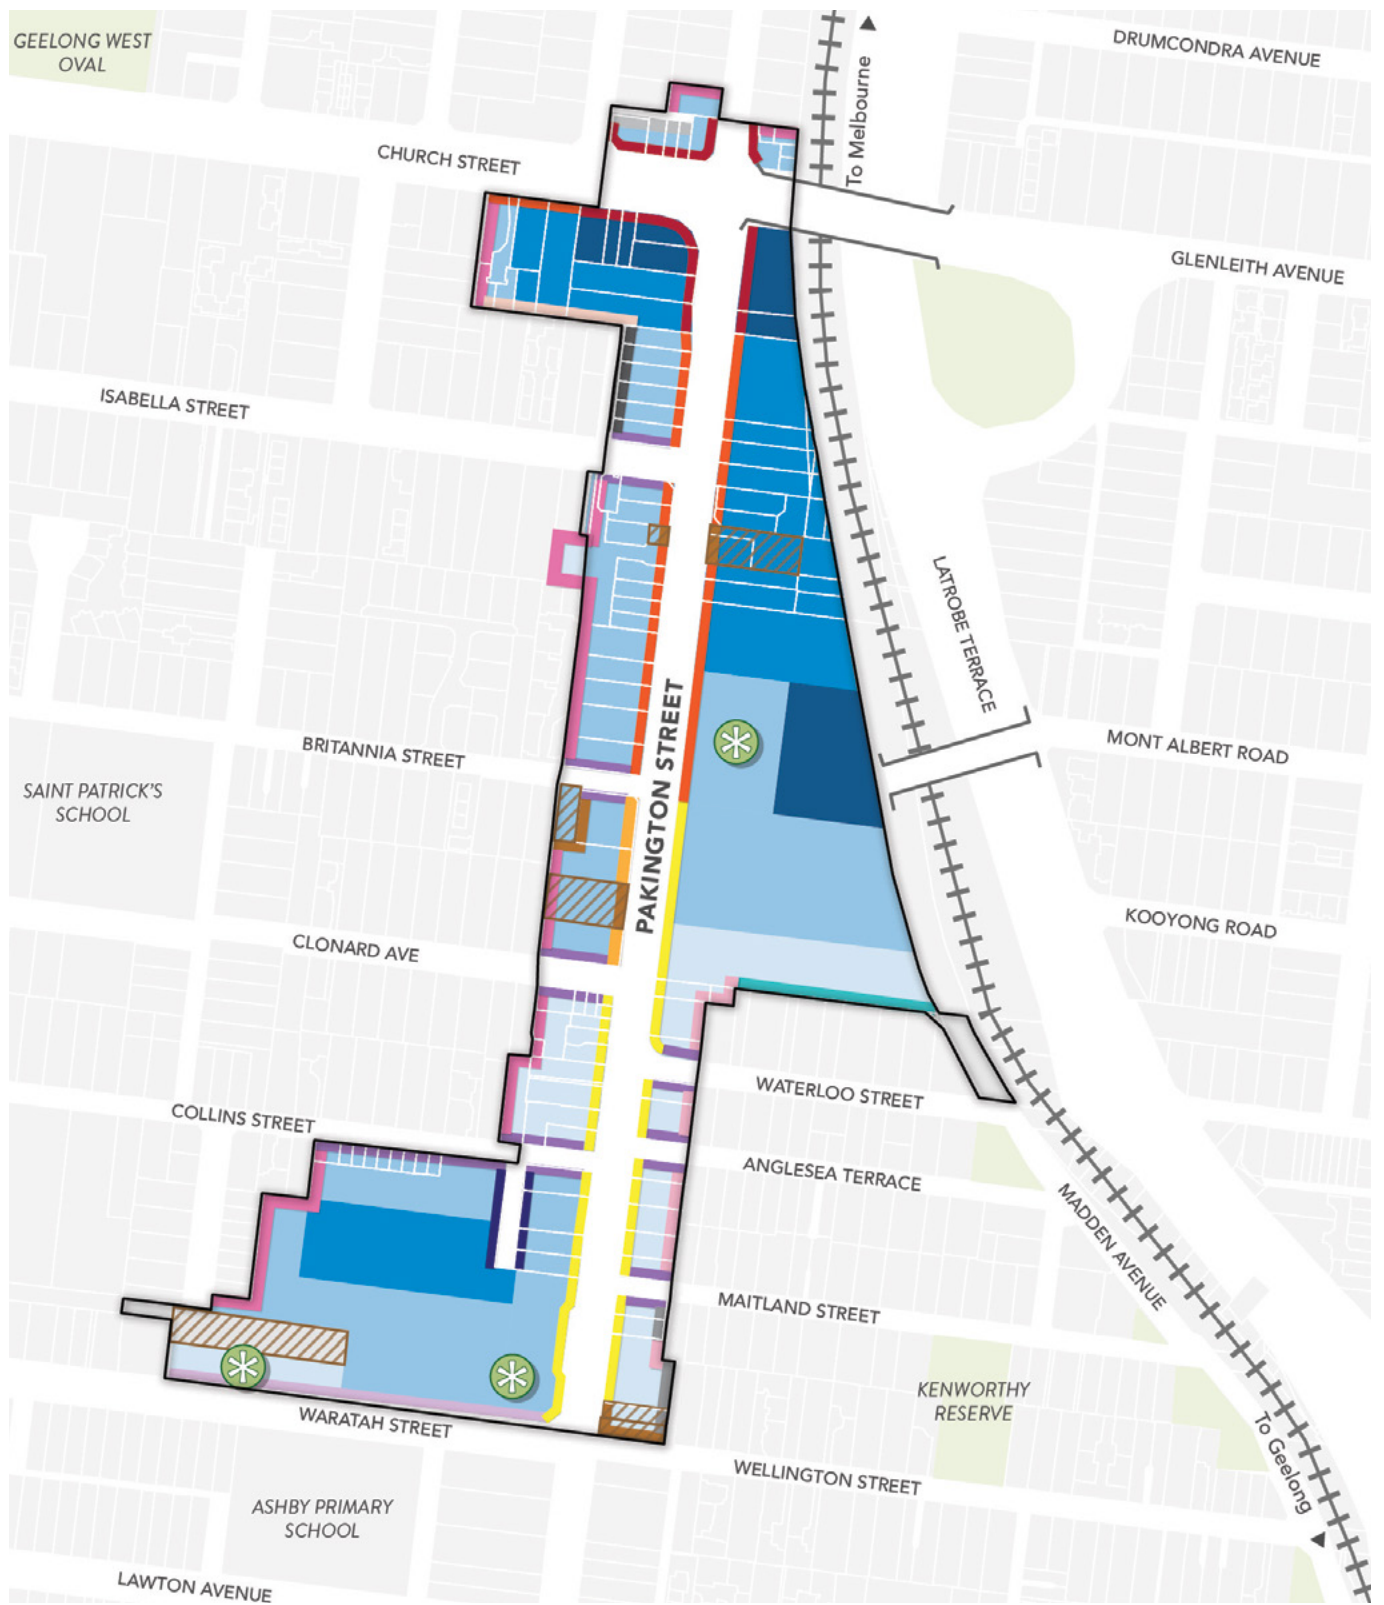 GEELONG WEST
OVAL
To Melbourne
DRUMCONDRA AVENUE
CHURCH STREET
GLENLEITH AVENUE
ISABELLA STREET
LATROBE TERRACE
PAKINGTON STREET
BRITANNIA STREET
MONT ALBERT ROAD
SAINT PATRICK'S
SCHOOL
KOOYONG ROAD
CLONARD AVE
WATERLOO STREET
COLLINS STREET
ANGLESEA TERRACE
MADDEN AVENUE
MAITLAND STREET
KENWORTHY
RESERVE
WARATAH STREET
To Geelong
WELLINGTON STREET
ASHBY PRIMARY
SCHOOL
LAWTON AVENUE